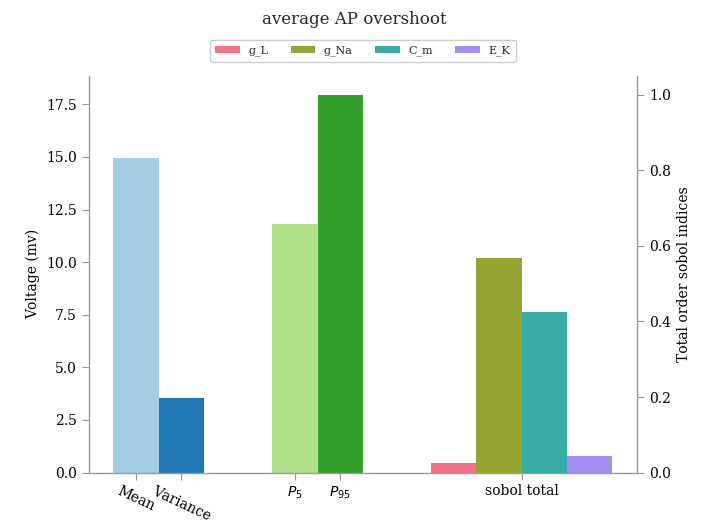 average AP overshoot
g_L g_Na C_m E_K
Voltage (mv)
17.5
15.0
12.5
10.0
7.5
5.0
2.5
0.0
Mean
Variance
P5
P95
sobol total
1.0
0.8
0.6
0.4
0.2
0.0
Total order sobol indices